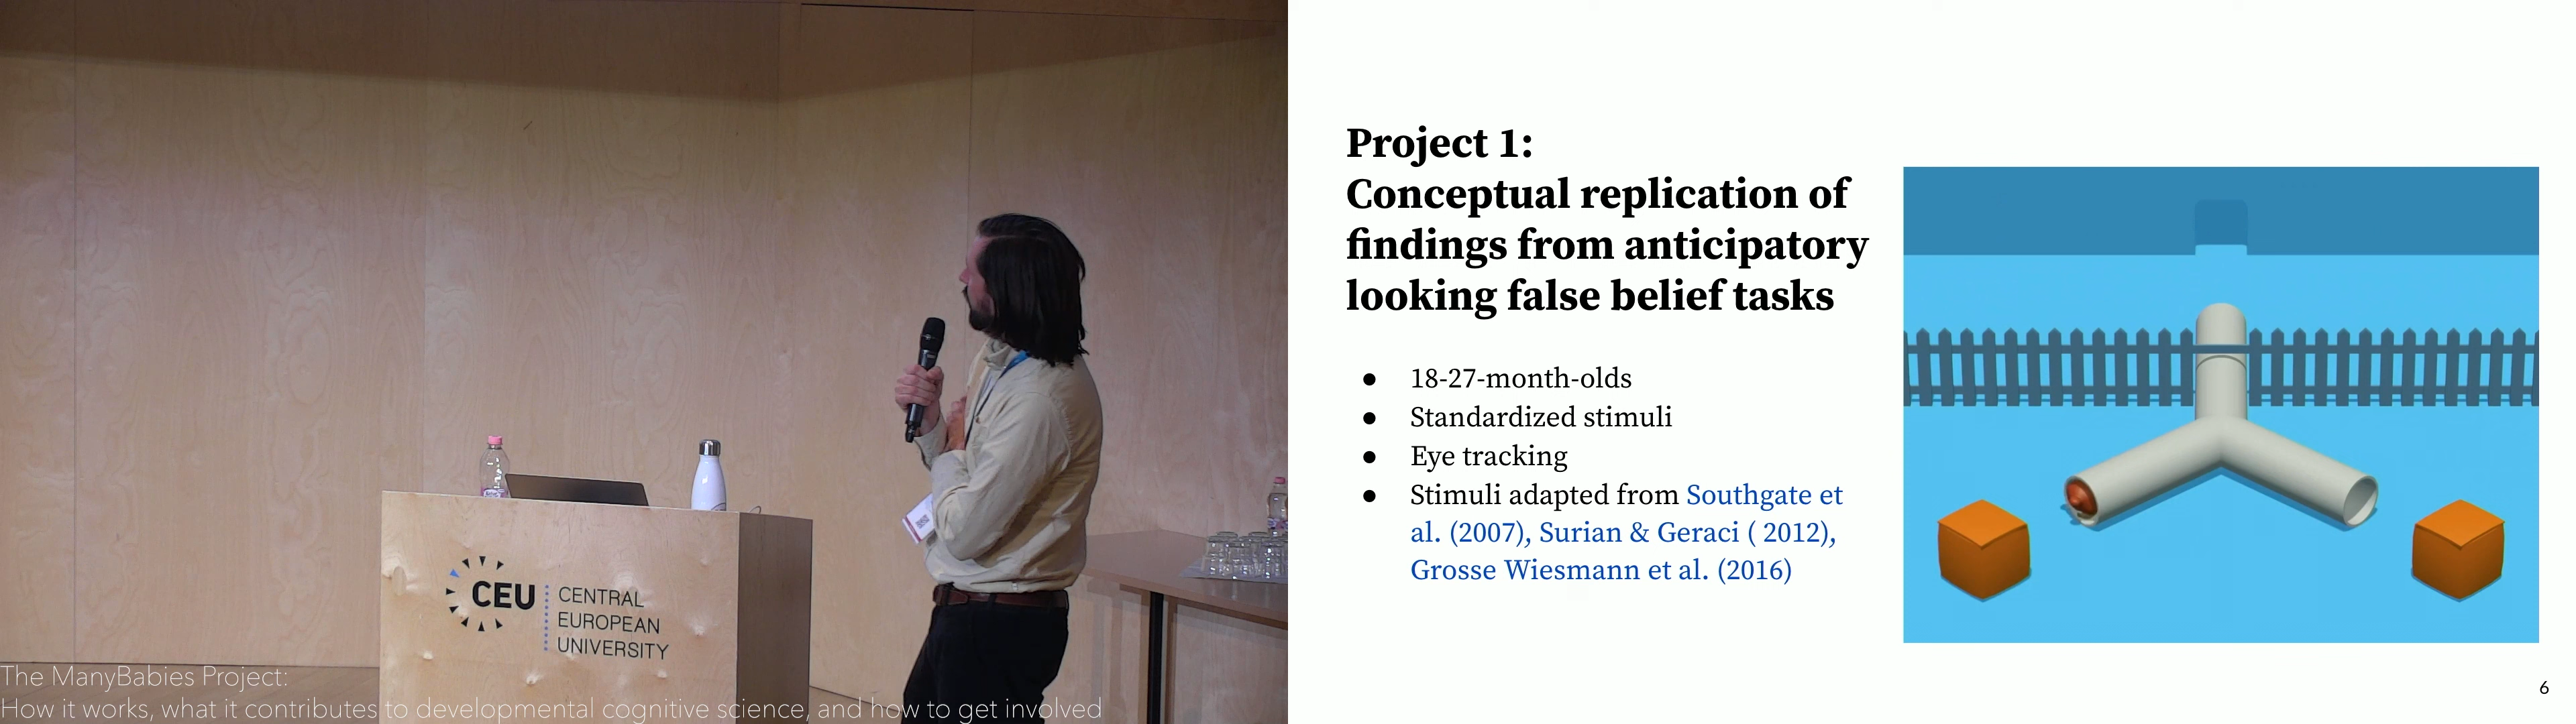 CEU
CENTRAL
EUROPEAN
UNIVERSITY
The ManyBabies Project:
How it works, what it contributes to developmental cognitive science, and how to get involved
Project 1:
Conceptual replication of
findings from anticipatory
looking false belief tasks
● 18-27-month-olds
● Standardized stimuli
● Eye tracking
● Stimuli adapted from Southgate et
al. (2007), Surian & Geraci ( 2012),
Grosse Wiesmann et al. (2016)
6